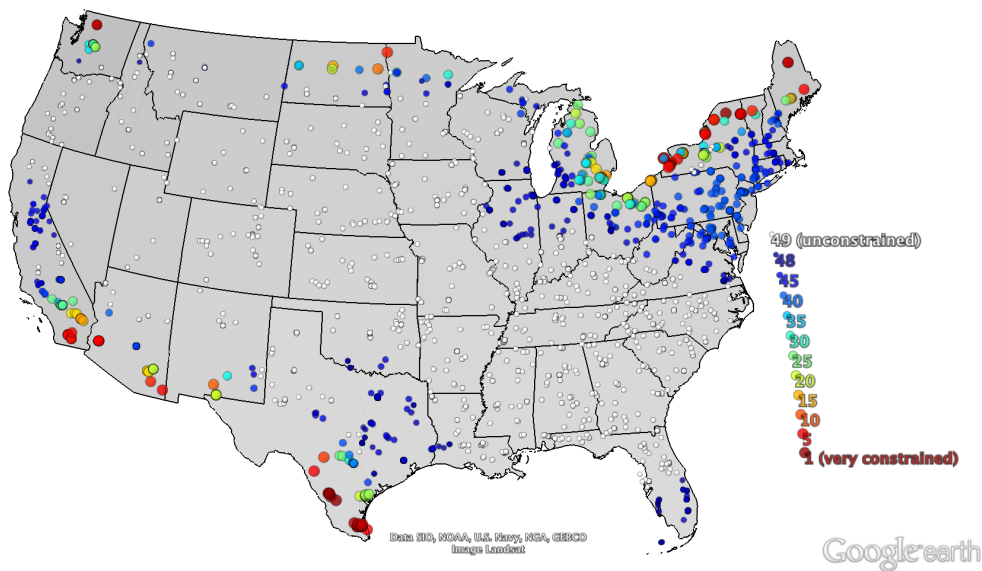 49 (unconstrained)
48
45
40
35
30
25
20
15
10
5
1 (very constrained)
Data SIO, NOAA, U.S. Navy, NGA, GEBCO
Image Landsat
Google earth